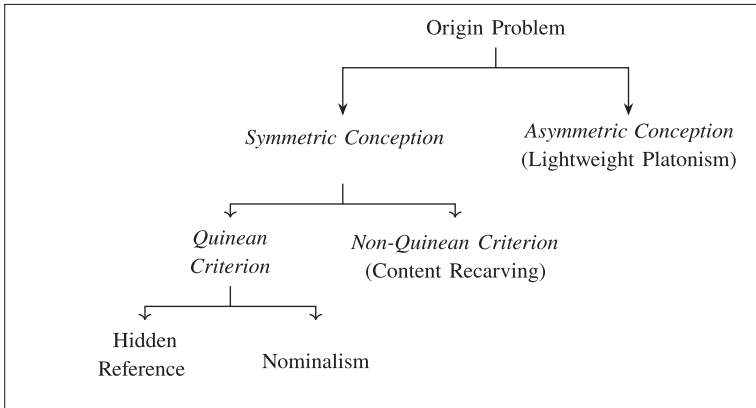 Origin Problem
Symmetric Conception
Asymmetric Conception
(Lightweight Platonism)
Quinean
Criterion
Non-Quinean Criterion
(Content Recarving)
Hidden
Reference
Nominalism